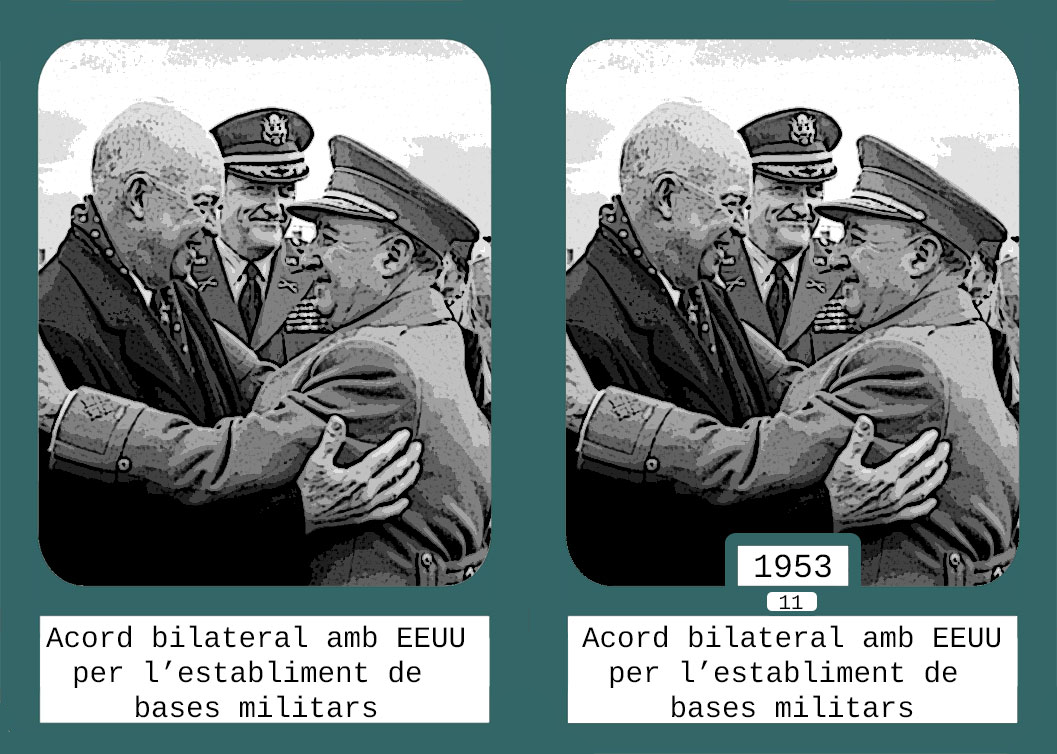 Acord bilateral amb EEUU
per l’establiment de
bases militars
1953
11
Acord bilateral amb EEUU
per l’establiment de
bases militars